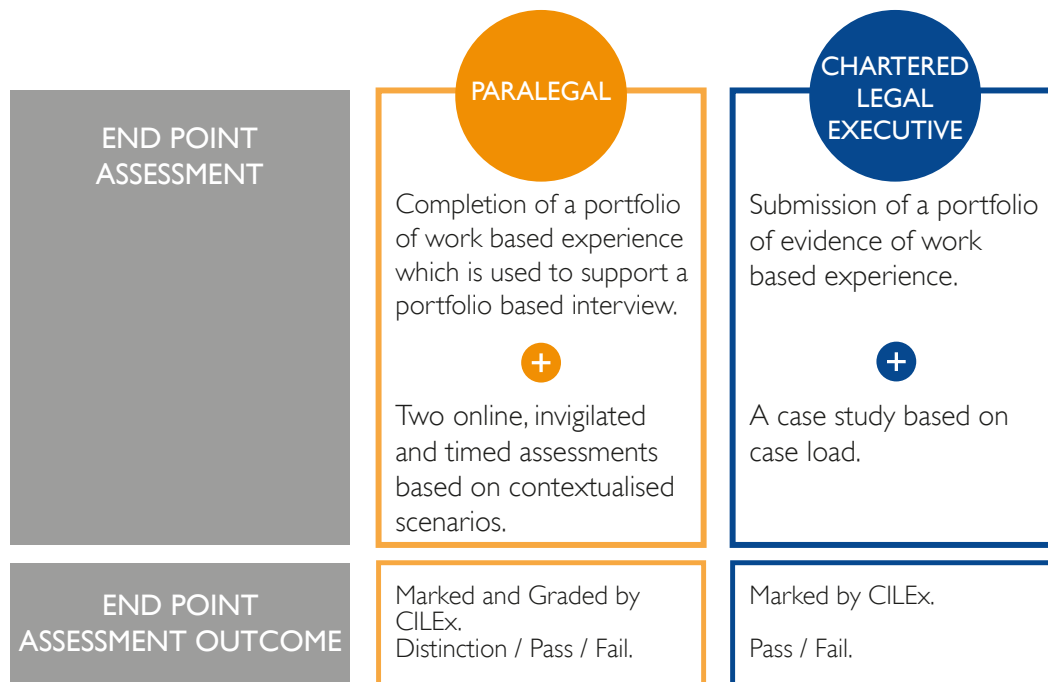 PARALEGAL
CHARTERED
LEGAL
EXECUTIVE
END POINT
ASSESSMENT
Completion of a portfolio
of work based experience
which is used to support a
portfolio based interview.
+
Two online, invigilated
and timed assessments
based on contextualised
scenarios.
Submission of a portfolio
of evidence of work
based experience.
+
A case study based on
case load.
END POINT
ASSESSMENT OUTCOME
Marked and Graded by
CILEx.
Distinction / Pass / Fail.
Marked by CILEx.
Pass / Fail.